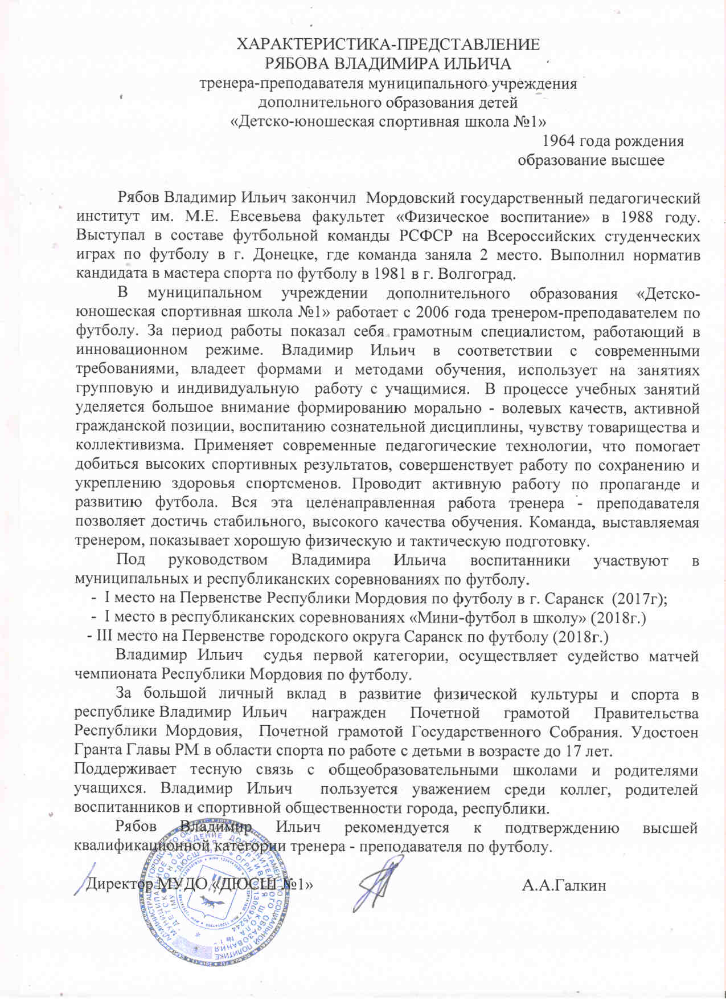 ХАРАКТЕРИСТИКА-ПРЕДСТАВЛЕНИЕ
РЯБОВА ВЛАДИМИРА ИЛЬИЧА
тренера-преподавателя муниципального учреждения
дополнительного образования детей
«Детско-юношеская спортивная школа №1»
1964 года рождения
образование высшее
Рябов Владимир Ильич закончил Мордовский государственный педагогический
институт им. М.Е. Евсевьева факультет «Физическое воспитание» в 1988 году.
Выступал в составе футбольной команды РСФСР на Всероссийских студенческих
играх по футболу в г. Донецке, где команда заняла 2 место. Выполнил норматив
кандидата в мастера спорта по футболу в 1981 в г. Волгоград.
В муниципальном учреждении дополнительного образования «Детско-
юношеская спортивная школа №1» работает с 2006 года тренером-преподавателем по
футболу. За период работы показал себя грамотным специалистом, работающий в
инновационном режиме. Владимир Ильич в соответствии с современными
требованиями, владеет формами и методами обучения, использует на занятиях
групповую и индивидуальную работу с учащимися. В процессе учебных занятий
уделяется большое внимание формированию морально - волевых качеств, активной
гражданской позиции, воспитанию сознательной дисциплины, чувству товарищества и
коллективизма. Применяет современные педагогические технологии, что помогает
добиться высоких спортивных результатов, совершенствует работу по сохранению и
укреплению здоровья спортсменов. Проводит активную работу по пропаганде и
развитию футбола. Вся эта целенаправленная работа тренера - преподавателя
позволяет достичь стабильного, высокого качества обучения. Команда, выставляемая
тренером, показывает хорошую физическую и тактическую подготовку.
Под руководством Владимира Ильича воспитанники участвуют в
муниципальных и республиканских соревнованиях по футболу.
- I место на Первенстве Республики Мордовия по футболу в г. Саранск (2017г);
- I место в республиканских соревнованиях «Мини-футбол в школу» (2018г.)
- III место на Первенстве городского округа Саранск по футболу (2018г.)
Владимир Ильич судья первой категории, осуществляет судейство матчей
чемпионата Республики Мордовия по футболу.
За большой личный вклад в развитие физической культуры и спорта в
республике Владимир Ильич награжден Почетной грамотой Правительства
Республики Мордовия, Почетной грамотой Государственного Собрания. Удостоен
Гранта Главы РМ в области спорта по работе с детьми в возрасте до 17 лет.
Поддерживает тесную связь с общеобразовательными школами и родителями
учащихся. Владимир Ильич пользуется уважением среди коллег, родителей
воспитанников и спортивной общественности города, республики.
Рябов Владимир Ильич рекомендуется к подтверждению высшей
квалификационной категории тренера - преподавателя по футболу.
Директор МУДО «ДЮСШ №1» А.А.Галкин